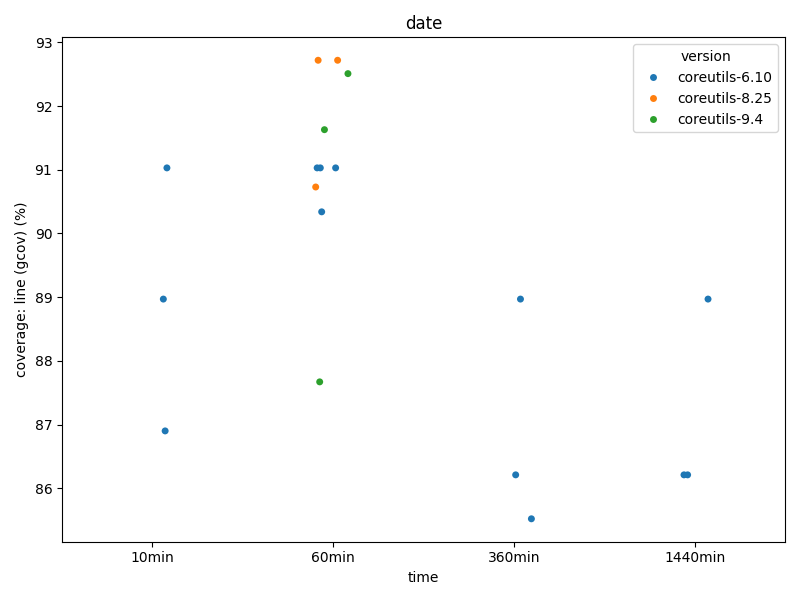 date
93
92
91
90
89
88
87
86
coverage: line (gcov) (%)
version
coreutils-6.10
coreutils-8.25
coreutils-9.4
10min
60min
360min
1440min
time